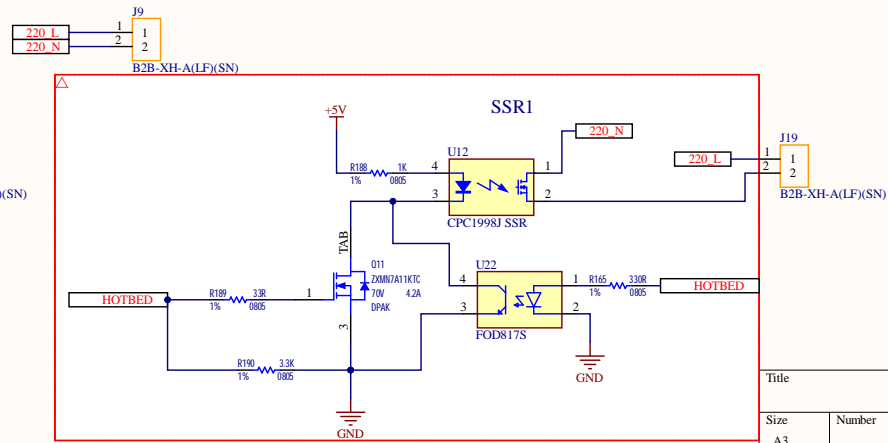 J9
220_L 1 1
220_N 2 2
B2B-XH-A(LF)(SN)
SSR1
+5V
220_N
U12
J19
R188 1K 4 1
220_L 1 1
1% 0805
3 2
2 2
)(SN)
CPC1998J SSR
B2B-XH-A(LF)(SN)
TAB
Q11
ZXMN7A11KTC
70V 4.2A
DPAK
U22
4 1 R165 330R
HOTBED
1% 0805
HOTBED
R189 33R 1
1% 0805
3 2
3
FOD817S
R190 3.3K
1% 0805
GND
GND
Title
Size Number
A3